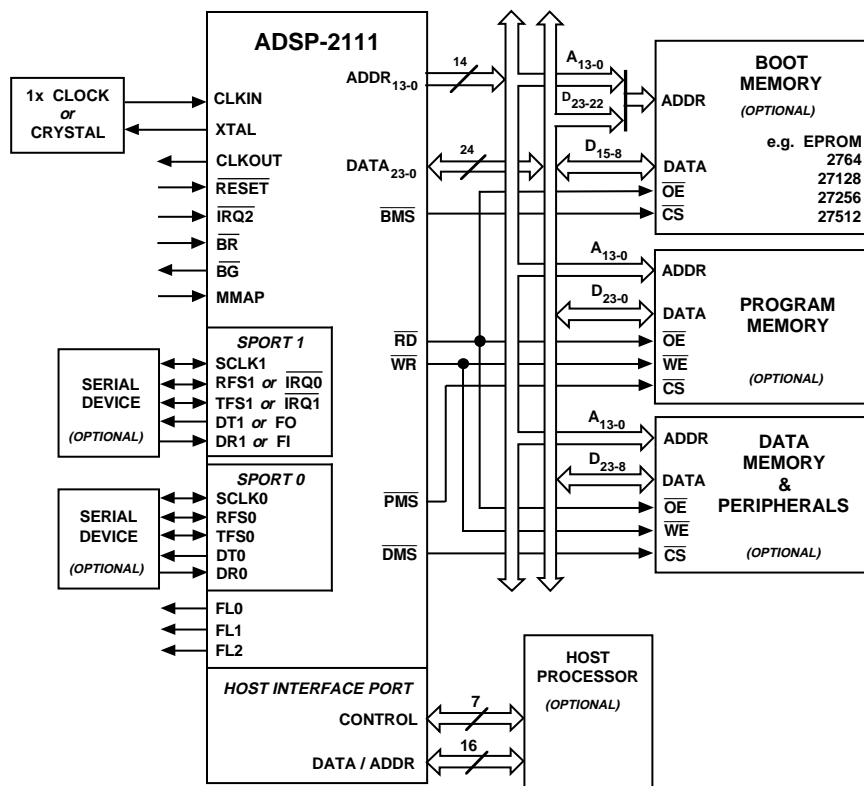 ADSP-2111
1x CLOCK
or
CRYSTAL
CLKIN
XTAL
CLKOUT
RESET
IRQ2
BR
BG
MMAP
ADDR13-0
14
DATA23-0
24
BMS
A13-0
D23-22
D15-8
BOOT
MEMORY
(OPTIONAL)
e.g. EPROM
2764
27128
27256
27512
ADDR
DATA
OE
CS
A13-0
D23-0
ADDR
DATA
OE
WE
CS
PROGRAM
MEMORY
(OPTIONAL)
RD
WR
SPORT 1
SCLK1
RFS1 or IRQ0
TFS1 or IRQ1
DT1 or FO
DR1 or FI
SERIAL
DEVICE
(OPTIONAL)
A13-0
D23-8
ADDR
DATA
OE
WE
CS
DATA
MEMORY
&
PERIPHERALS
(OPTIONAL)
SPORT 0
SCLK0
RFS0
TFS0
DT0
DR0
SERIAL
DEVICE
(OPTIONAL)
PMS
DMS
FL0
FL1
FL2
HOST INTERFACE PORT
CONTROL
7
DATA / ADDR
16
HOST
PROCESSOR
(OPTIONAL)